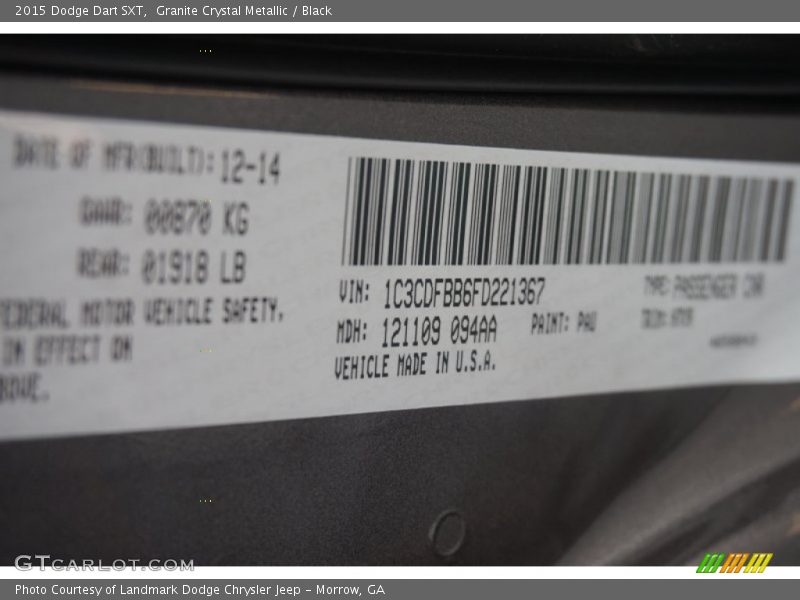 2015 Dodge Dart SXT,  Granite Crystal Metallic / Black
DATE OF MFR(BUILT): 12-14
GAWR: 00870 KG
REAR: 01918 LB
FEDERAL MOTOR VEHICLE SAFETY,
IN EFFECT ON
ABOVE.
VIN: 1C3CDFBB6FD221367
MDH: 121109 094AA PAINT: PAU
VEHICLE MADE IN U.S.A.
TYPE: PASSENGER CAR
TRIM:
GTCARLOT.COM
Photo Courtesy of Landmark Dodge Chrysler Jeep – Morrow, GA